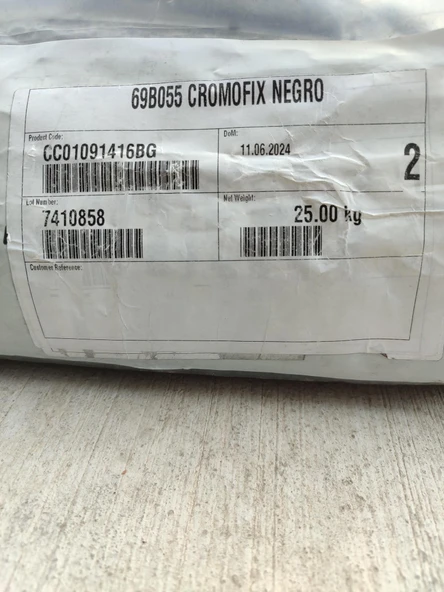 69B055 CROMOFIX NEGRO
Product Code:
CC01091416BG
DoM:
11.06.2024
2
Lot Number:
7410858
Net Weight:
25.00 kg
Customer Reference: